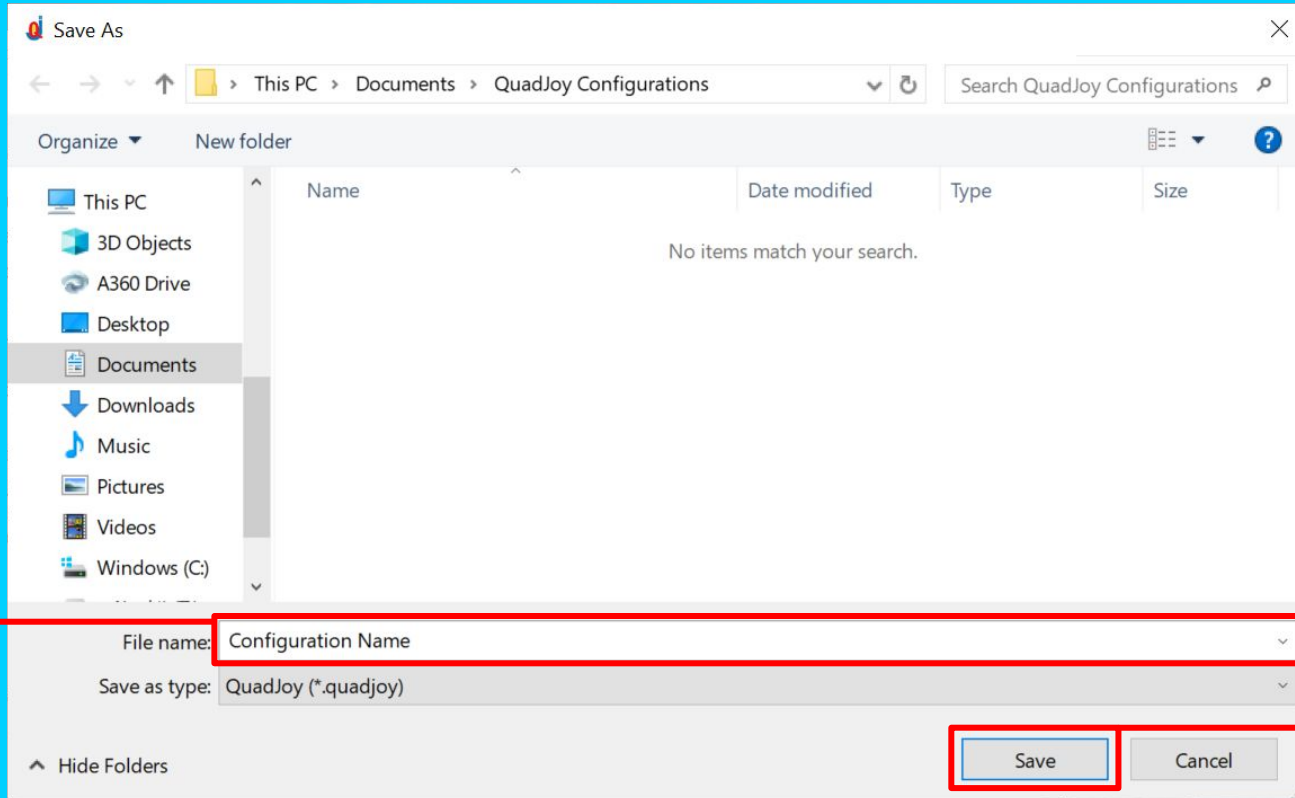 Save As
This PC > Documents > QuadJoy Configurations
Search QuadJoy Configurations
Organize
New folder
?
Name
Date modified
Type
Size
No items match your search.
This PC
3D Objects
A360 Drive
Desktop
Documents
Downloads
Music
Pictures
Videos
Windows (C:)
File name: Configuration Name
Save as type: QuadJoy (*.quadjoy)
Hide Folders
Save
Cancel